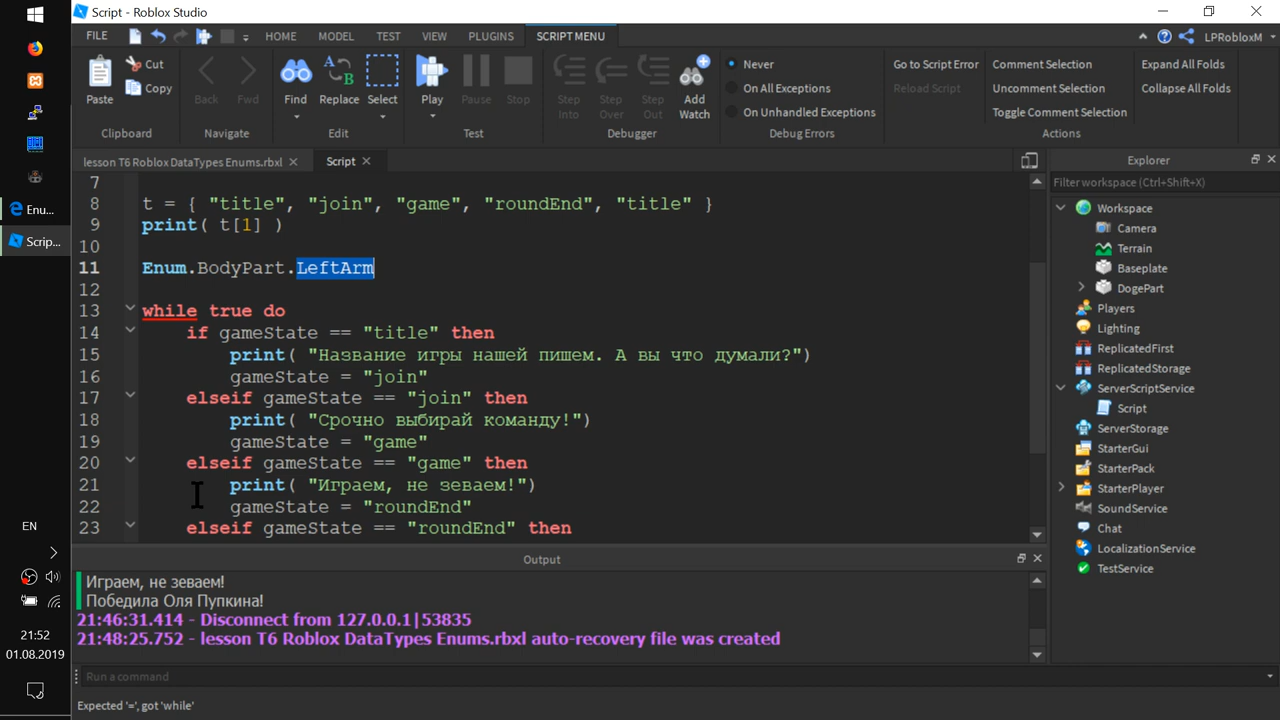 Script - Roblox Studio
FILE
HOME
MODEL
TEST
VIEW
PLUGINS
SCRIPT MENU
LPRobloxM
Paste
Cut
Copy
Clipboard
Back
Fwd
Navigate
Find
Replace
Select
Edit
Play
Pause
Stop
Test
Step Into
Step Over
Step Out
Add Watch
Debugger
Never
On All Exceptions
On Unhandled Exceptions
Debug Errors
Go to Script Error
Reload Script
Comment Selection
Uncomment Selection
Toggle Comment Selection
Expand All Folds
Collapse All Folds
Actions
lesson T6 Roblox DataTypes Enums.rbxl
Script
7
8 t = { "title", "join", "game", "roundEnd", "title" }
9 print( t[1] )
10
11 Enum.BodyPart.LeftArm
12
13 while true do
14 if gameState == "title" then
15 print( "Название игры нашей пишем. А вы что думали?")
16 gameState = "join"
17 elseif gameState == "join" then
18 print( "Срочно выбирай команду!")
19 gameState = "game"
20 elseif gameState == "game" then
21 print( "Играем, не зеваем!")
22 gameState = "roundEnd"
23 elseif gameState == "roundEnd" then
Output
Играем, не зеваем!
Победила Оля Пупкина!
21:46:31.414 - Disconnect from 127.0.0.1|53835
21:48:25.752 - lesson T6 Roblox DataTypes Enums.rbxl auto-recovery file was created
Run a command
Expected '=', got 'while'
Explorer
Filter workspace (Ctrl+Shift+X)
Workspace
Camera
Terrain
Baseplate
DogePart
Players
Lighting
ReplicatedFirst
ReplicatedStorage
ServerScriptService
Script
ServerStorage
StarterGui
StarterPack
StarterPlayer
SoundService
Chat
LocalizationService
TestService
Enu...
Scrip...
EN
21:52
01.08.2019